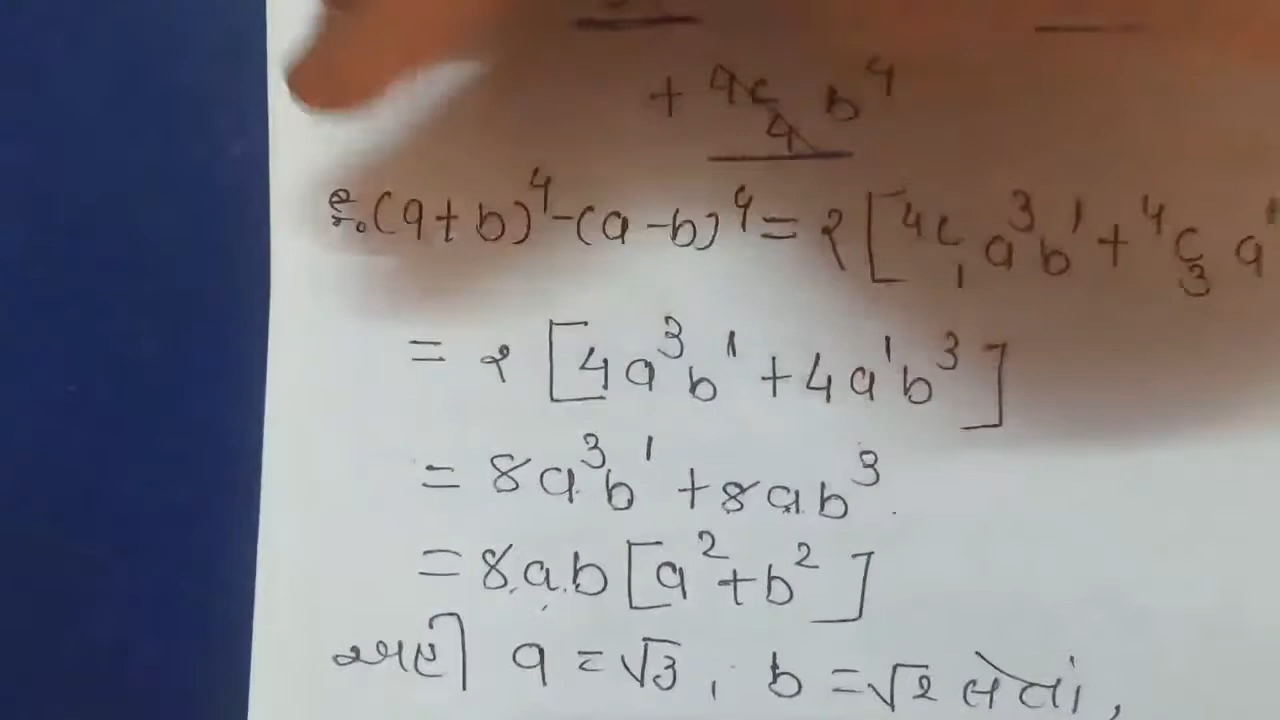 + ⁴C₄ b⁴
(a+b)⁴-(a-b)⁴ = 2[⁴C₁ a³b¹ + ⁴C₃ a¹
= 2 [4a³b¹ + 4a¹b³]
= 8a³b¹ + 8ab³.
= 8ab[a²+b²]
અહીં a = √3, b = √2 લેતાં,